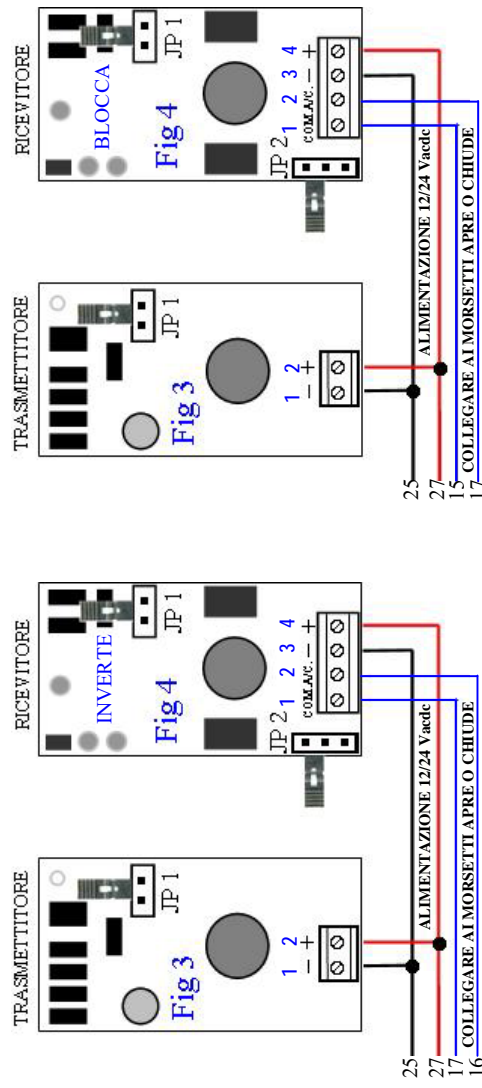 TRASMETTITORE
JP 1
Fig 3
1 2
− +
RICEVITORE
INVERTE
JP 1
Fig 4
JP 2
1 2 3 4
COM.A/C. − +
ALIMENTAZIONE 12/24 Vacdc
COLLEGARE AI MORSETTI APRE O CHIUDE
25
27
17
16
TRASMETTITORE
JP 1
Fig 3
1 2
− +
RICEVITORE
BLOCCA
JP 1
Fig 4
JP 2
1 2 3 4
COM.A/C. − +
ALIMENTAZIONE 12/24 Vacdc
COLLEGARE AI MORSETTI APRE O CHIUDE
25
27
15
17